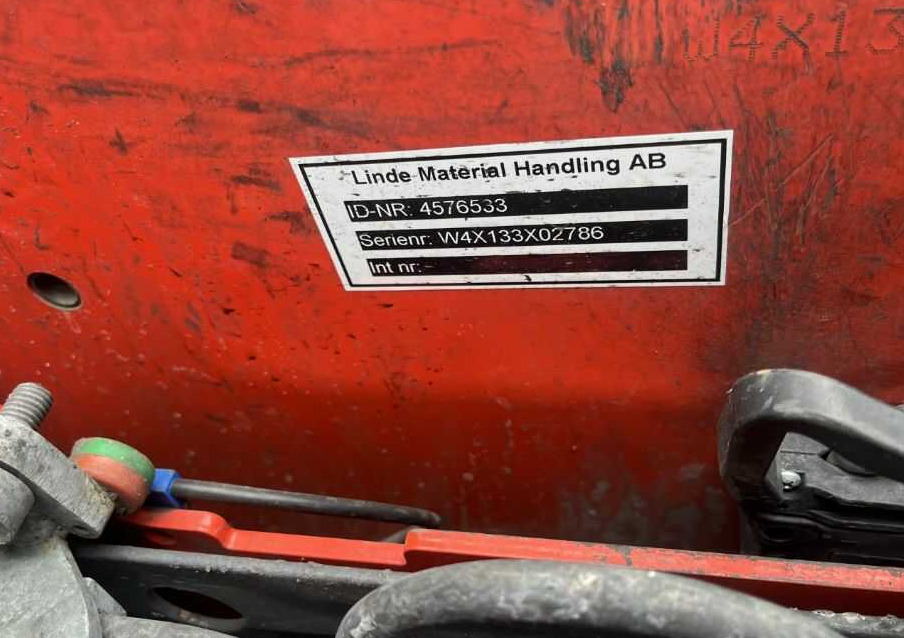 W4X13
Linde Material Handling AB
ID-NR: 4576533
Serienr: W4X133X02786
Int nr:-